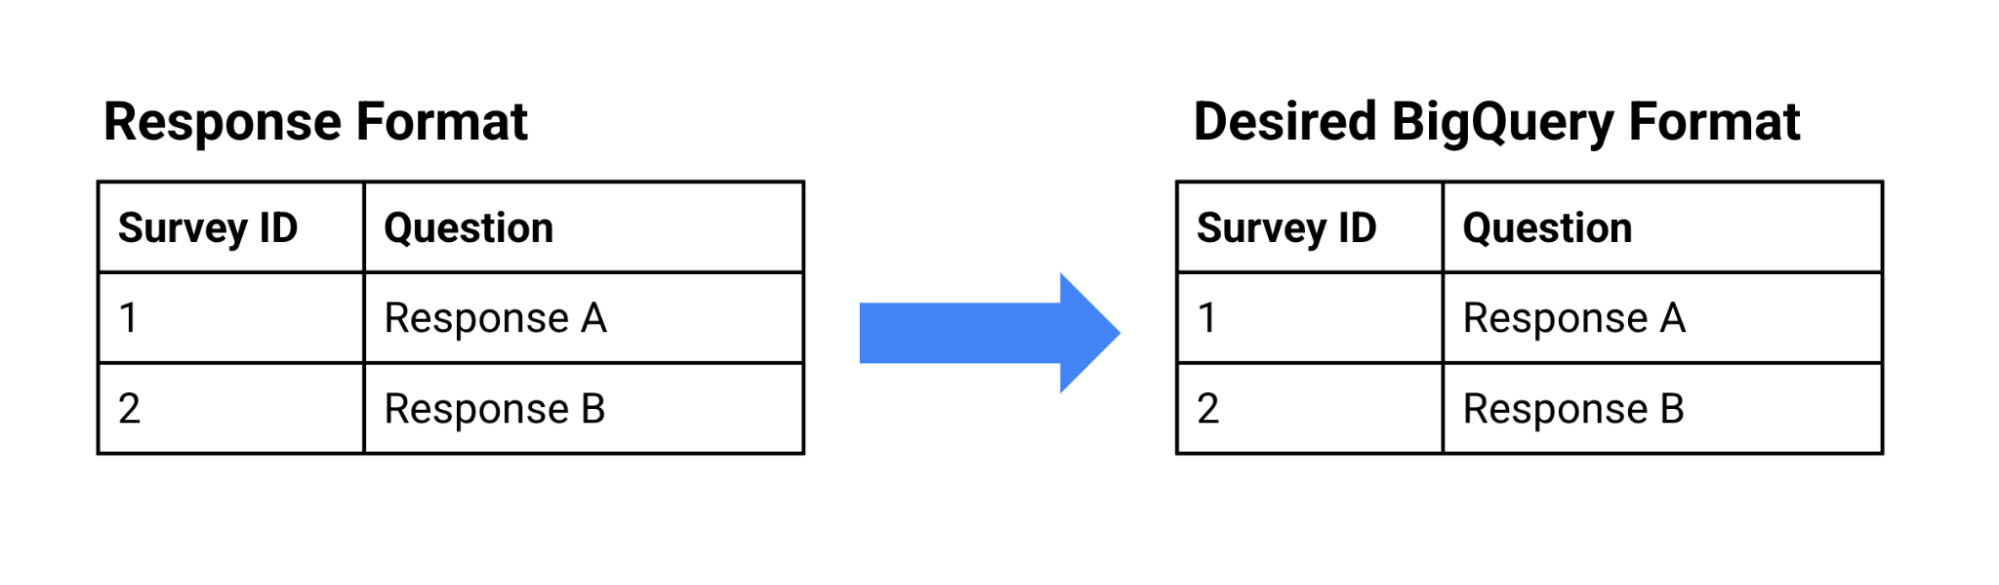 Response Format
Survey ID Question
1 Response A
2 Response B
Desired BigQuery Format
Survey ID Question
1 Response A
2 Response B